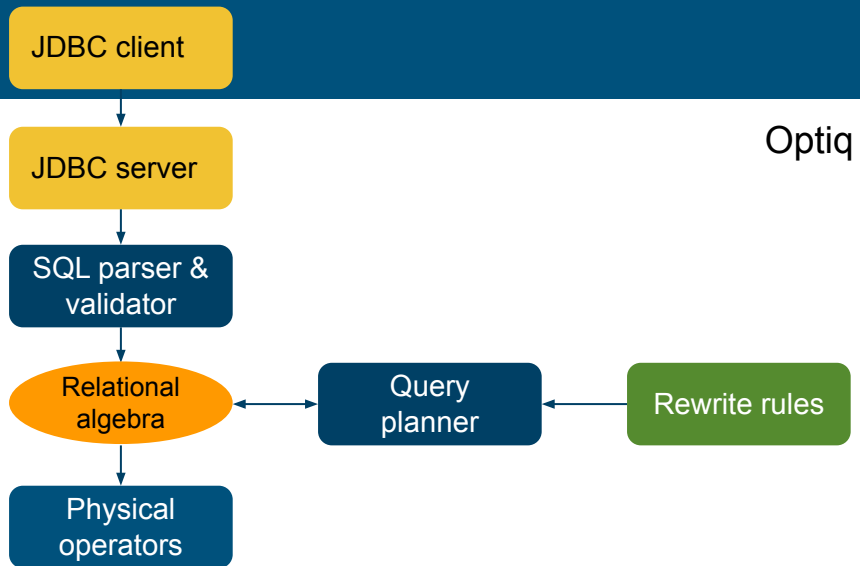 JDBC client
Optiq
JDBC server
SQL parser &
validator
Relational
algebra
Query
planner
Rewrite rules
Physical
operators